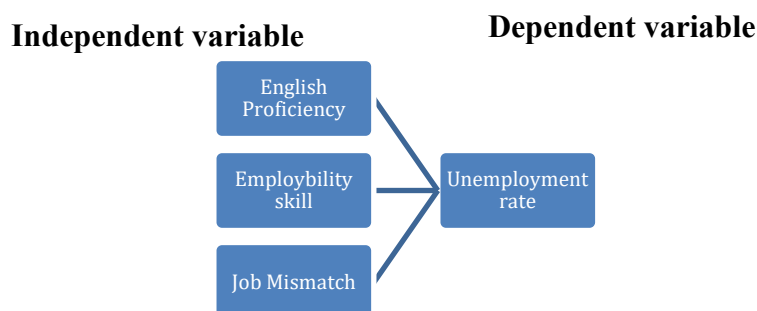 Independent variable
Dependent variable
English
Proficiency
Employbility
skill
Unemployment
rate
Job Mismatch